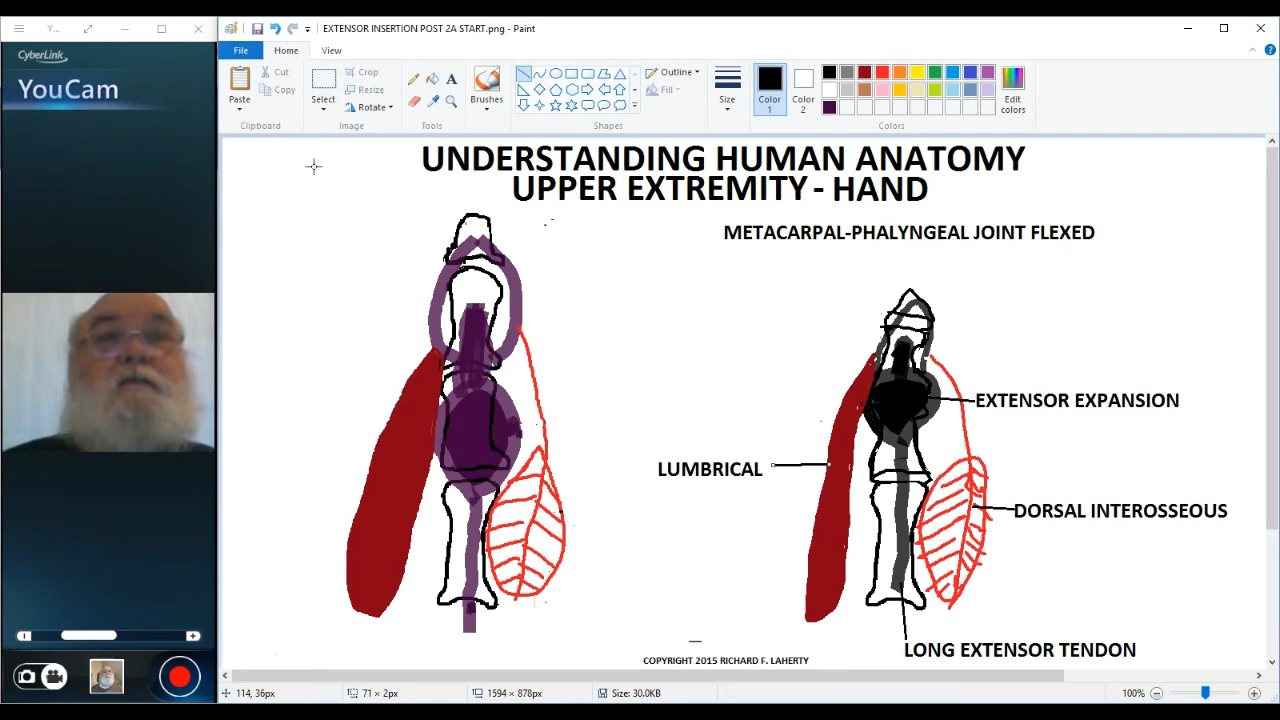 Y...
EXTENSOR INSERTION POST 2A START.png - Paint
CyberLink
YouCam
File
Home
View
Paste
Cut
Copy
Clipboard
Select
Crop
Resize
Rotate
Image
A
Tools
Brushes
Shapes
Outline
Fill
Size
Color
1
Color
2
Edit
colors
Colors
UNDERSTANDING HUMAN ANATOMY
UPPER EXTREMITY - HAND
METACARPAL-PHALYNGEAL JOINT FLEXED
EXTENSOR EXPANSION
LUMBRICAL
DORSAL INTEROSSEOUS
LONG EXTENSOR TENDON
COPYRIGHT 2015 RICHARD F. LAHERTY
114, 36px
71 × 2px
1594 × 878px
Size: 30.0KB
100%